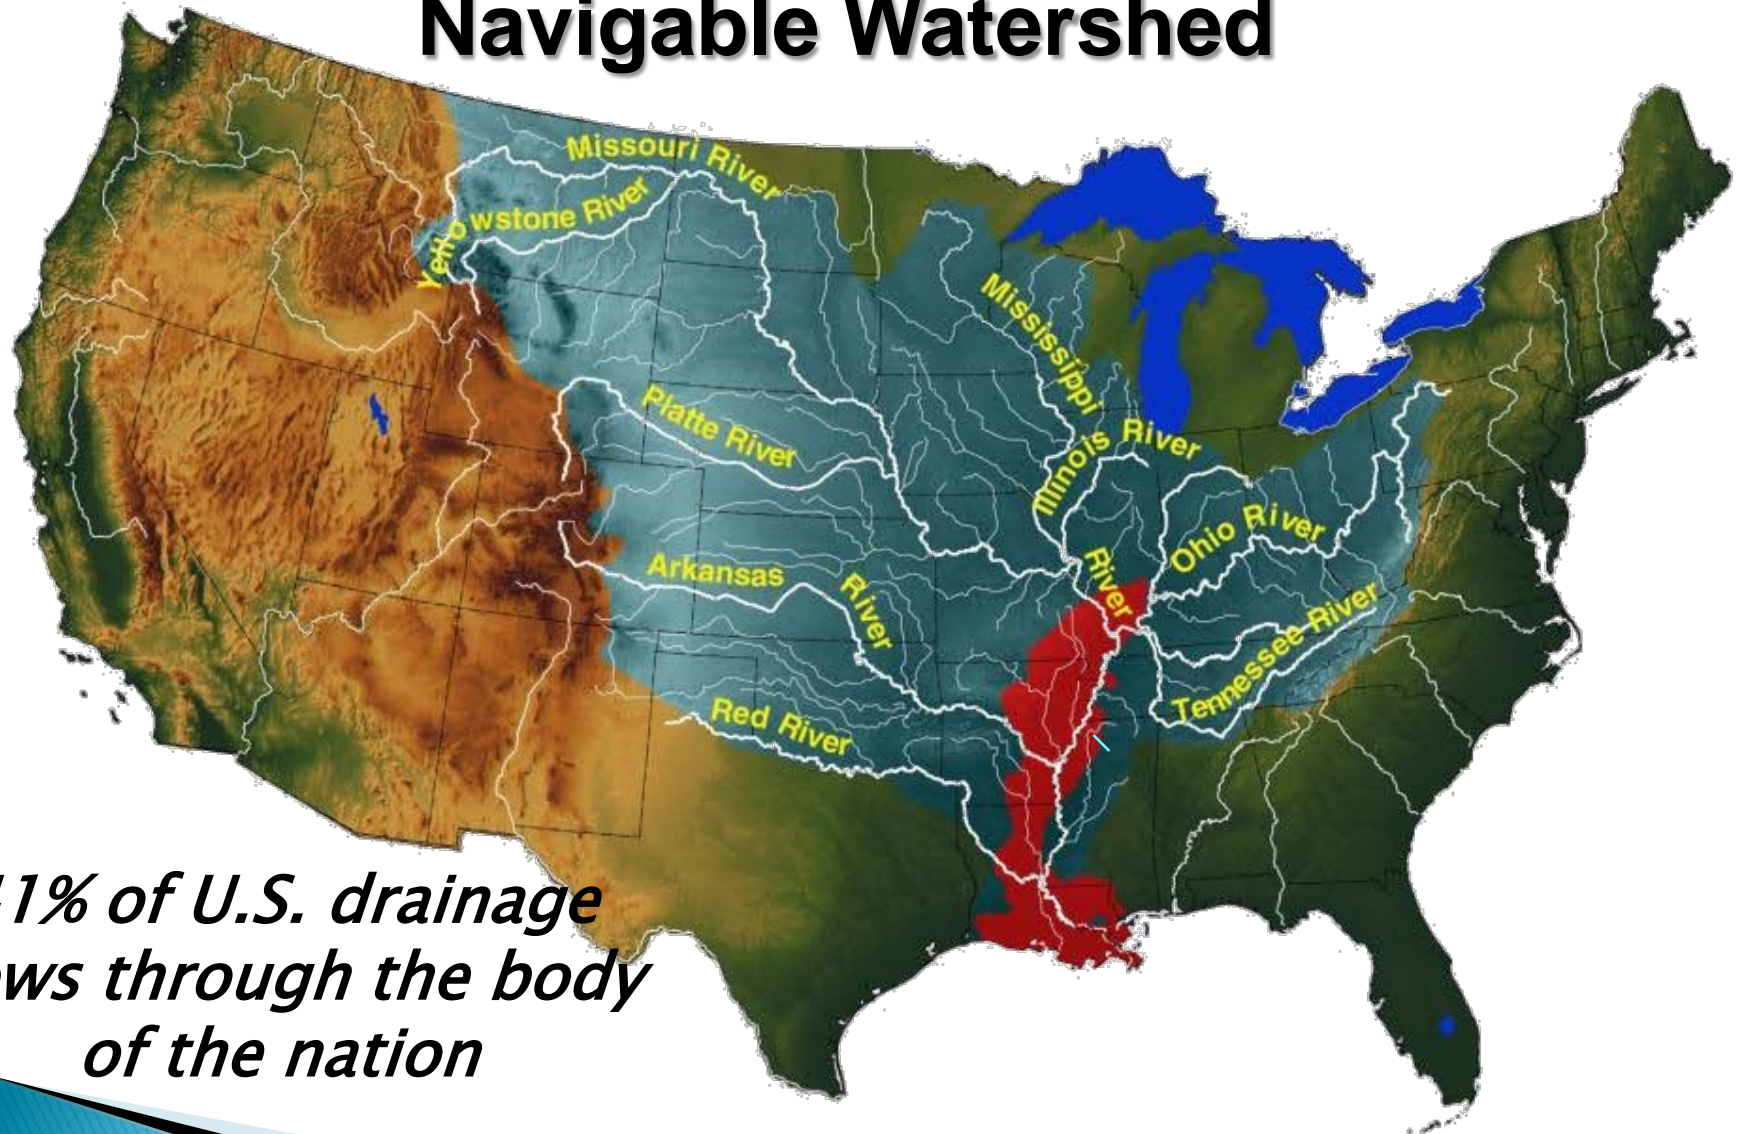 Navigable Watershed
Missouri River
Yellowstone River
Mississippi River
Platte River
Illinois River
Ohio River
Arkansas River
Tennessee River
Red River
1% of U.S. drainage
ws through the body
of the nation